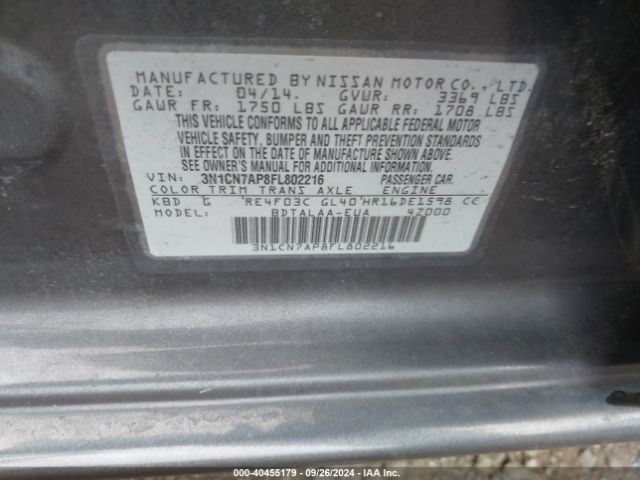 MANUFACTURED BY NISSAN MOTOR CO., LTD.
DATE: 04/14. GVWR: 3369 LBS
GAWR FR: 1750 LBS GAWR RR: 1708 LBS
THIS VEHICLE CONFORMS TO ALL APPLICABLE FEDERAL MOTOR
VEHICLE SAFETY, BUMPER AND THEFT PREVENTION STANDARDS
IN EFFECT ON THE DATE OF MANUFACTURE SHOWN ABOVE.
SEE OWNER'S MANUAL FOR ADDITIONAL INFORMATION.
VIN: 3N1CN7AP8FL802216 PASSENGER CAR.
COLOR TRIM TRANS AXLE ENGINE
KBD G RE4F03C GL40 HR16DE1598 CC
MODEL: BDTALAA-EUA 4Z000
3N1CN7AP8FL802216
000-40455179 - 09/26/2024 - IAA Inc.